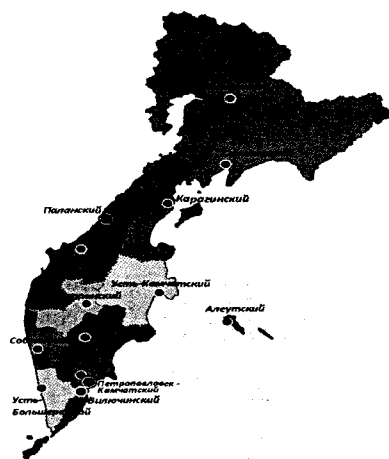 Карагинский
Паланский
Усть-Камчатский
Алеутский
Петропавловск -
Камчатский
Вилючинский
Усть